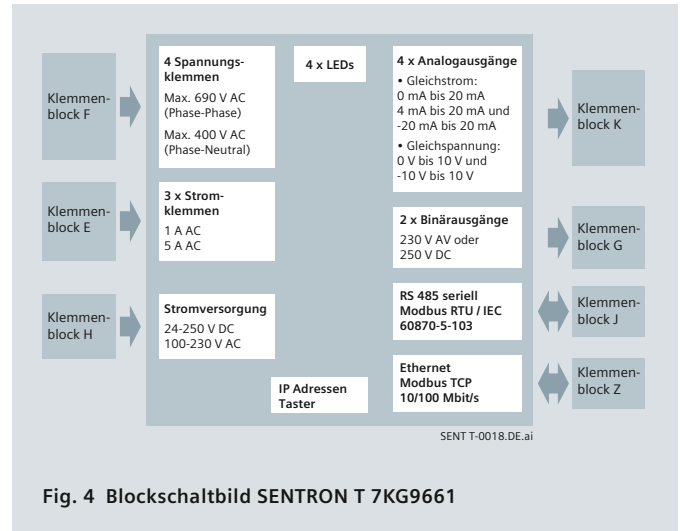 Klemmen-
block F
4 Spannungs-
klemmen
Max. 690 V AC
(Phase-Phase)
Max. 400 V AC
(Phase-Neutral)
4 x LEDs
4 x Analogausgänge
• Gleichstrom:
0 mA bis 20 mA
4 mA bis 20 mA und
-20 mA bis 20 mA
• Gleichspannung:
0 V bis 10 V und
-10 V bis 10 V
Klemmen-
block K
Klemmen-
block E
3 x Strom-
klemmen
1 A AC
5 A AC
2 x Binärausgänge
230 V AV oder
250 V DC
Klemmen-
block G
Klemmen-
block H
Stromversorgung
24-250 V DC
100-230 V AC
RS 485 seriell
Modbus RTU / IEC
60870-5-103
Klemmen-
block J
IP Adressen
Taster
Ethernet
Modbus TCP
10/100 Mbit/s
Klemmen-
block Z
SENT T-0018.DE.ai
Fig. 4 Blockschaltbild SENTRON T 7KG9661